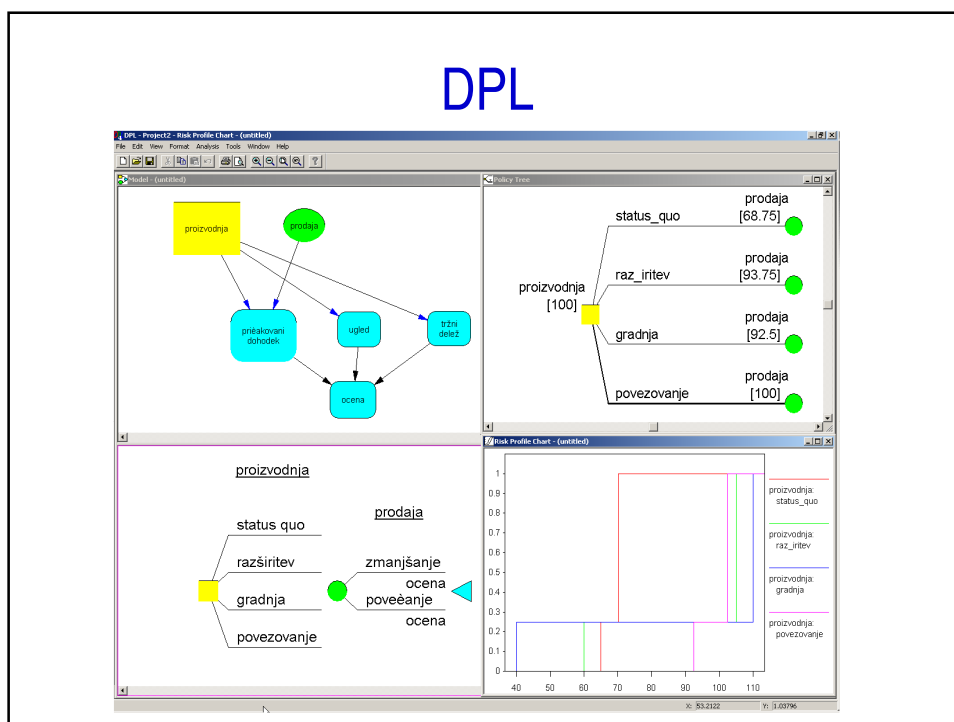 DPL
DPL - Project2 - Risk Profile Chart - (untitled)
File Edit View Format Analysis Tools Window Help
Model - (untitled)
proizvodnja
prodaja
prièakovani
dohodek
ugled
tržni
delež
ocena
Policy Tree
proizvodnja
[100]
status_quo
prodaja
[68.75]
raz_iritev
prodaja
[93.75]
gradnja
prodaja
[92.5]
povezovanje
prodaja
[100]
proizvodnja
prodaja
status quo
razširitev
gradnja
povezovanje
zmanjšanje
ocena
poveèanje
ocena
Risk Profile Chart - (untitled)
1
0.9
0.8
0.7
0.6
0.5
0.4
0.3
0.2
0.1
0
40 50 60 70 80 90 100 110
proizvodnja:
status_quo
proizvodnja:
raz_iritev
proizvodnja:
gradnja
proizvodnja:
povezovanje
X: 53.2122 Y: 1.03796